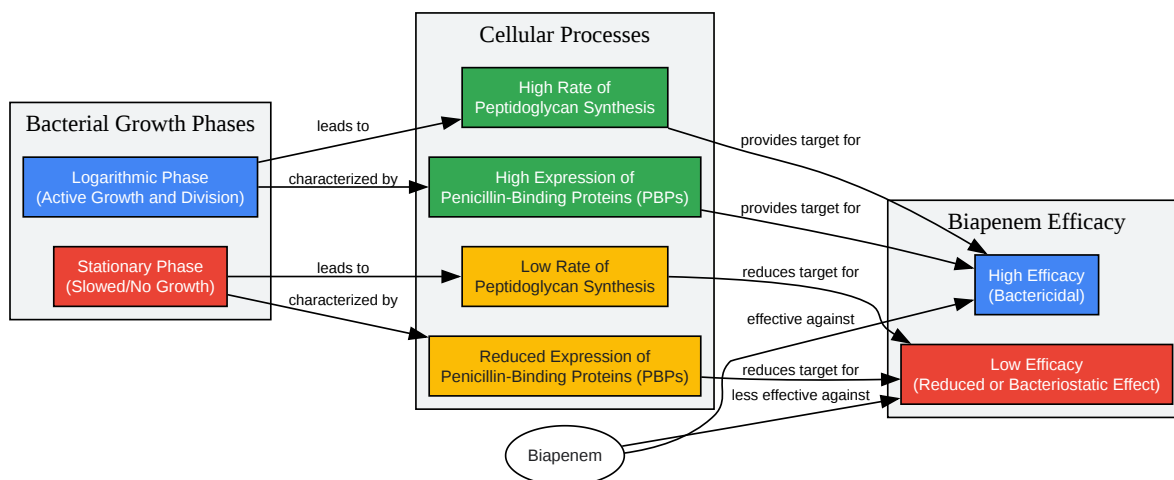 Bacterial Growth Phases
Logarithmic Phase
(Active Growth and Division)
Stationary Phase
(Slowed/No Growth)
leads to
characterized by
leads to
characterized by
Cellular Processes
High Rate of
Peptidoglycan Synthesis
High Expression of
Penicillin-Binding Proteins (PBPs)
Low Rate of
Peptidoglycan Synthesis
Reduced Expression of
Penicillin-Binding Proteins (PBPs)
Biapenem
provides target for
provides target for
reduces target for
effective against
reduces target for
less effective against
Biapenem Efficacy
High Efficacy
(Bactericidal)
Low Efficacy
(Reduced or Bacteriostatic Effect)